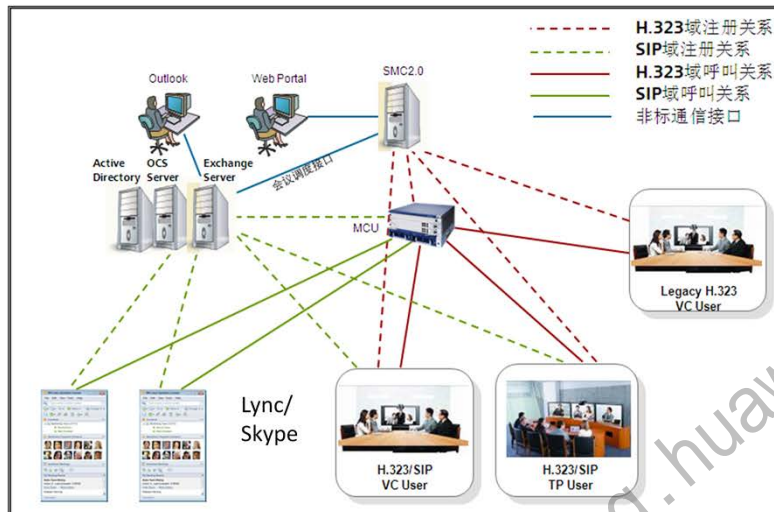 H.323域注册关系
SIP域注册关系
H.323域呼叫关系
SIP域呼叫关系
非标通信接口
Outlook
Web Portal
SMC2.0
Active
Directory
OCS
Server
Exchange
Server
会议调度接口
MCU
Legacy H.323
VC User
Lync/
Skype
H.323/SIP
VC User
H.323/SIP
TP User
g.huaw